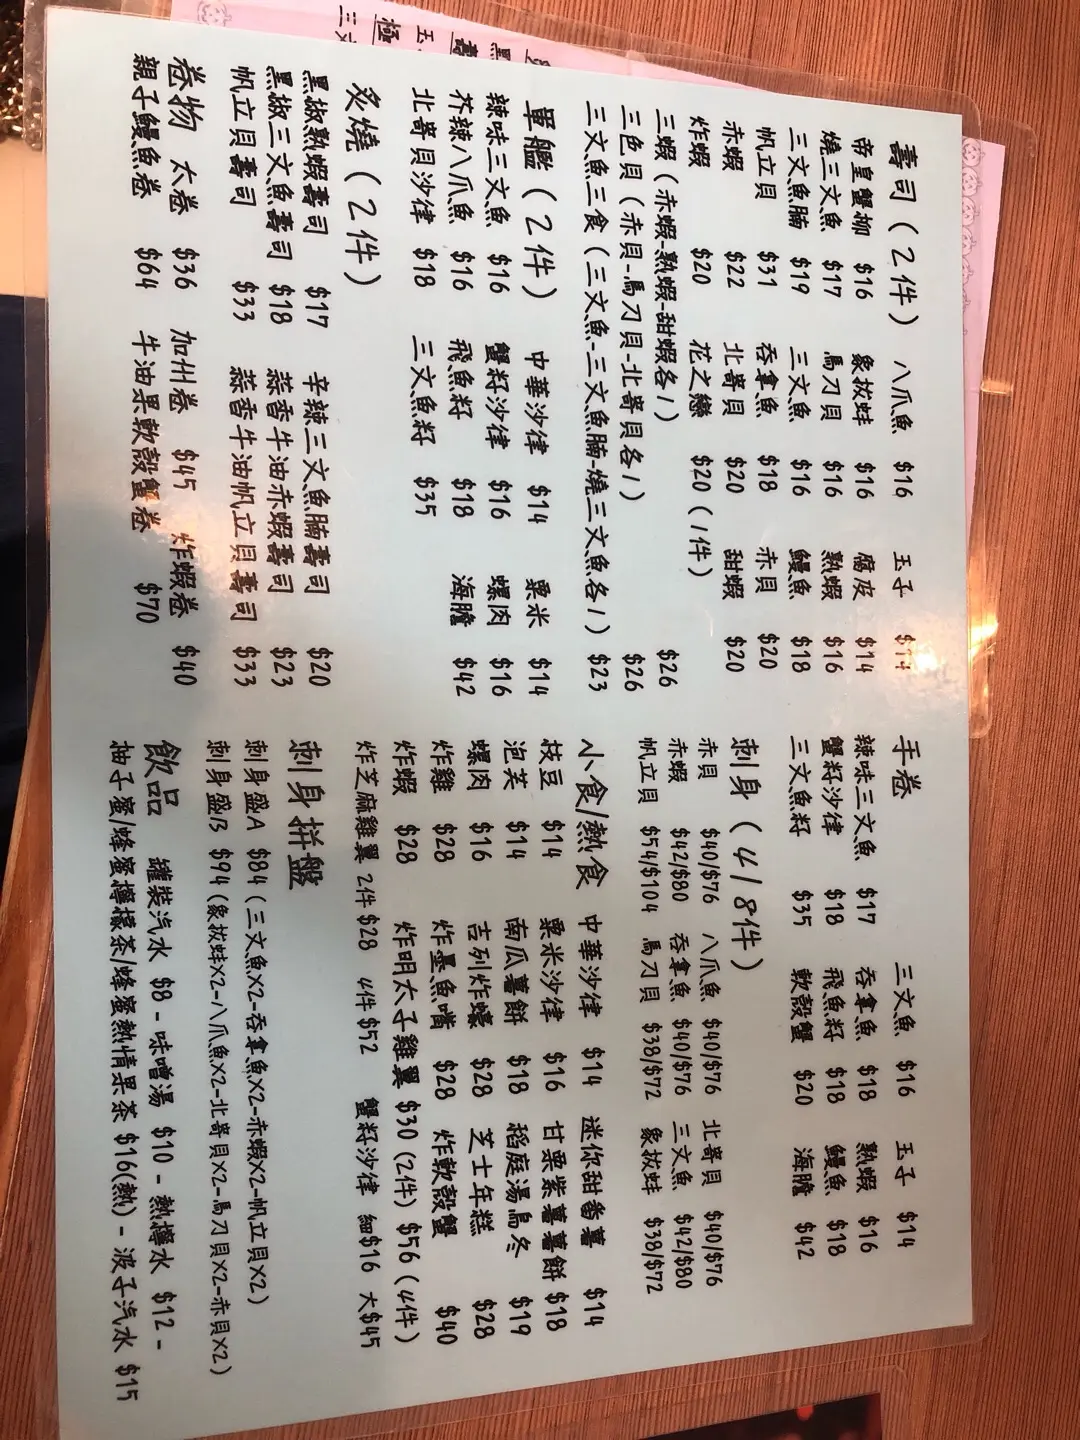 壽司（2件） 八爪魚 $16 玉子 $14
帝皇蟹柳 $16 象拔蚌 $16 腐皮 $14
燒三文魚 $17 馬刀貝 $16 熟蝦 $16
三文魚腩 $19 三文魚 $16 鰻魚 $18
帆立貝 $31 吞拿魚 $18 赤貝 $20
赤蝦 $22 北寄貝 $20 甜蝦 $20
炸蝦 $20 花之戀 $20（1件）
三蝦（赤蝦-熟蝦-甜蝦各1） $26
三色貝（赤貝-馬刀貝-北寄貝各1） $26
三文魚三食（三文魚-三文魚腩-燒三文魚各1） $23
單艦（2件） 中華沙律 $14 粟米 $14
辣味三文魚 $16 蟹籽沙律 $16 螺肉 $16
芥辣八爪魚 $16 飛魚籽 $18 海膽 $42
北寄貝沙律 $18 三文魚籽 $35
炙燒（2件）
黑椒熟蝦壽司 $17 辛辣三文魚腩壽司 $20
黑椒三文魚壽司 $18 蒜香牛油赤蝦壽司 $23
帆立貝壽司 $33 蒜香牛油帆立貝壽司 $33
卷物 太卷 $36 加州卷 $45 炸蝦卷 $40
親子鰻魚卷 $64 牛油果軟殼蟹卷 $70
手卷 三文魚 $16 玉子 $14
辣味三文魚 $17 吞拿魚 $18 熟蝦 $16
蟹籽沙律 $18 飛魚籽 $18 鰻魚 $18
三文魚籽 $35 軟殼蟹 $20 海膽 $42
刺身（4/8件）
赤貝 $40/$76 八爪魚 $40/$76 北寄貝 $40/$76
赤蝦 $42/$80 吞拿魚 $40/$76 三文魚 $42/$80
帆立貝 $54/$104 馬刀貝 $38/$72 象拔蚌 $38/$72
小食/熱食 中華沙律 $14 迷你甜番薯 $14
枝豆 $14 粟米沙律 $16 甘栗紫薯薯餅 $18
泡芙 $14 南瓜薯餅 $18 稻庭湯烏冬 $19
螺肉 $16 吉列炸蠔 $28 芝士年糕 $28
炸雞 $28 炸墨魚嘴 $28 炸軟殼蟹 $40
炸蝦 $28 炸明太子雞翼 $30（2件）$56（4件）
炸芝麻雞翼 2件 $28 4件 $52 蟹籽沙律 細$16 大$45
刺身拼盤
刺身盛A $84（三文魚X2-吞拿魚X2-赤蝦X2-帆立貝X2）
刺身盛B $94（象拔蚌X2-八爪魚X2-北寄貝X2-馬刀貝X2-赤貝X2）
飲品 罐裝汽水 $8 - 味噌湯 $10 - 熱檸水 $12 -
柚子蜜/蜂蜜檸檬茶/蜂蜜熱情果茶 $16(熱) - 波子汽水 $15